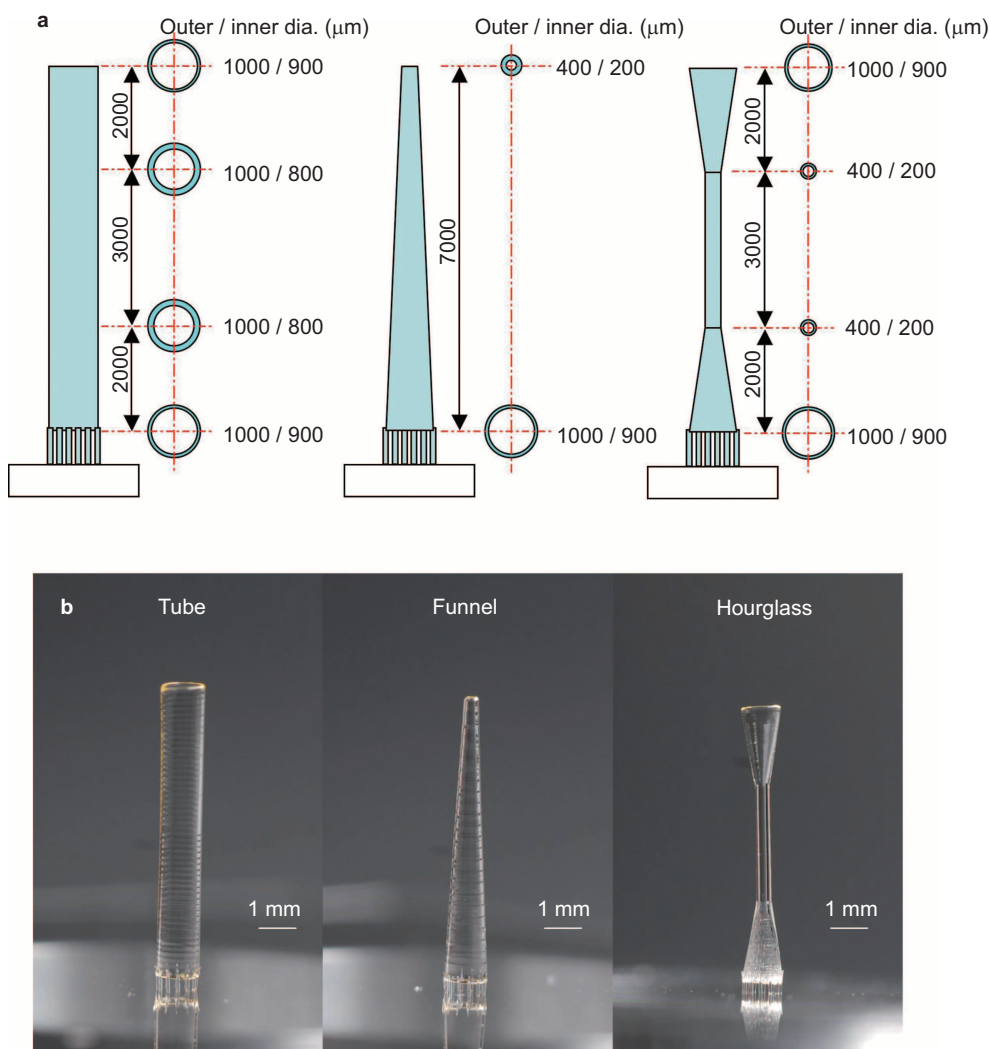 a
Outer / inner dia. (μm)
1000 / 900
2000
1000 / 800
3000
1000 / 800
2000
1000 / 900
Outer / inner dia. (μm)
400 / 200
7000
1000 / 900
Outer / inner dia. (μm)
1000 / 900
2000
400 / 200
3000
400 / 200
2000
1000 / 900
b
Tube
1 mm
Funnel
1 mm
Hourglass
1 mm